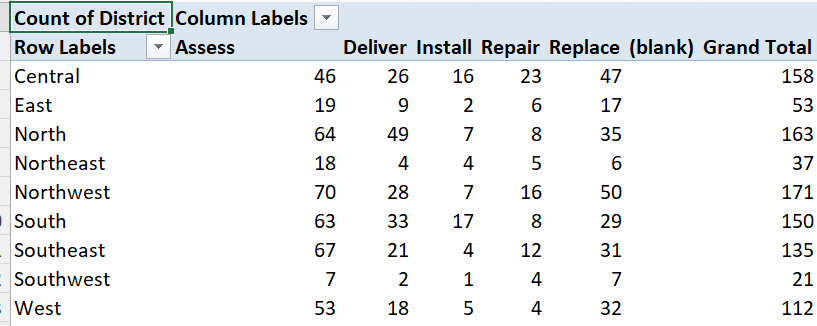 Count of District Column Labels
Row Labels Assess Deliver Install Repair Replace (blank) Grand Total
Central 46 26 16 23 47 158
East 19 9 2 6 17 53
North 64 49 7 8 35 163
Northeast 18 4 4 5 6 37
Northwest 70 28 7 16 50 171
South 63 33 17 8 29 150
Southeast 67 21 4 12 31 135
Southwest 7 2 1 4 7 21
West 53 18 5 4 32 112